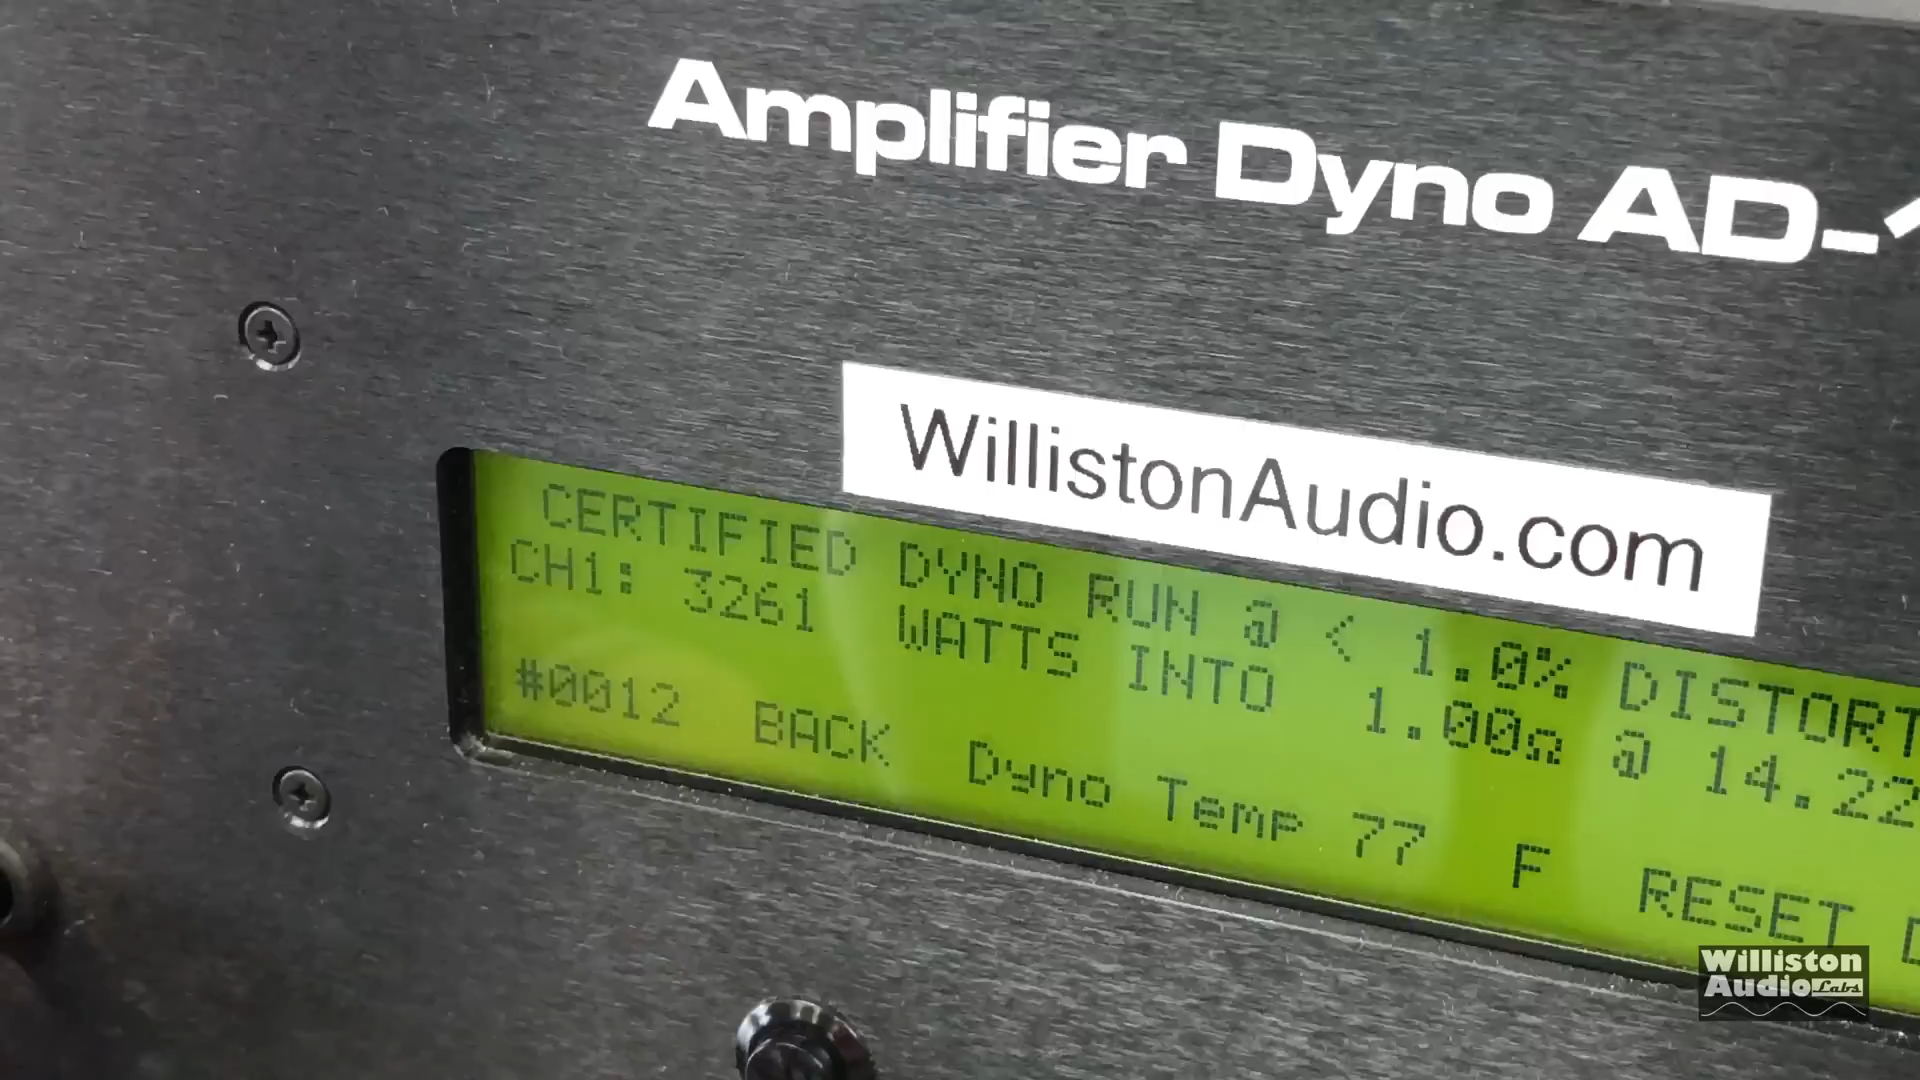 Amplifier Dyno AD-
WillistonAudio.com
CERTIFIED DYNO RUN @ < 1.0% DISTORT
CH1: 3261 WATTS INTO 1.00Ω @ 14.22
#0012 BACK Dyno Temp 77 F RESET
Williston
Audio Labs